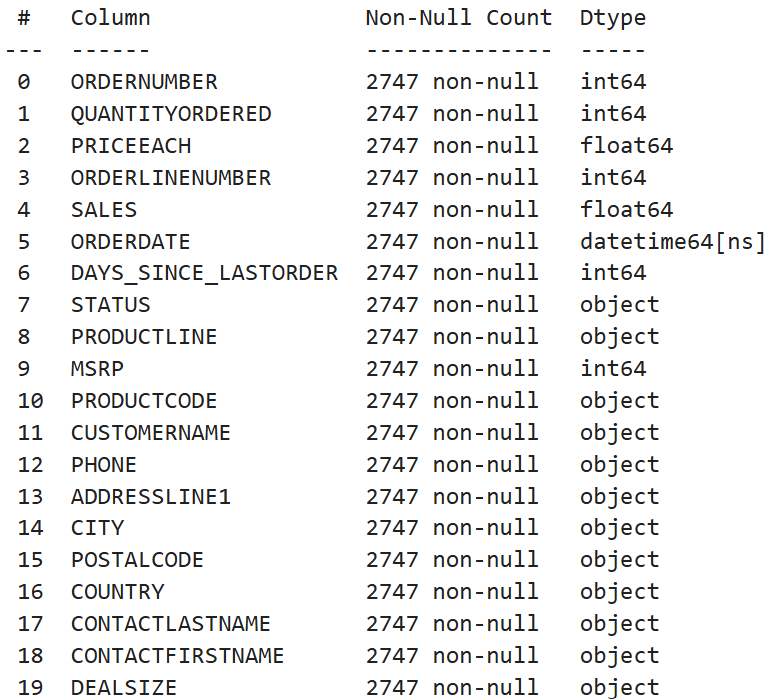 #   Column                Non-Null Count  Dtype
---  ------                --------------  -----
0   ORDERNUMBER           2747 non-null   int64
1   QUANTITYORDERED       2747 non-null   int64
2   PRICEEACH             2747 non-null   float64
3   ORDERLINENUMBER       2747 non-null   int64
4   SALES                 2747 non-null   float64
5   ORDERDATE             2747 non-null   datetime64[ns]
6   DAYS_SINCE_LASTORDER  2747 non-null   int64
7   STATUS                2747 non-null   object
8   PRODUCTLINE           2747 non-null   object
9   MSRP                  2747 non-null   int64
10  PRODUCTCODE           2747 non-null   object
11  CUSTOMERNAME          2747 non-null   object
12  PHONE                 2747 non-null   object
13  ADDRESSLINE1          2747 non-null   object
14  CITY                  2747 non-null   object
15  POSTALCODE            2747 non-null   object
16  COUNTRY               2747 non-null   object
17  CONTACTLASTNAME       2747 non-null   object
18  CONTACTFIRSTNAME      2747 non-null   object
19  DEALSIZE              2747 non-null   object